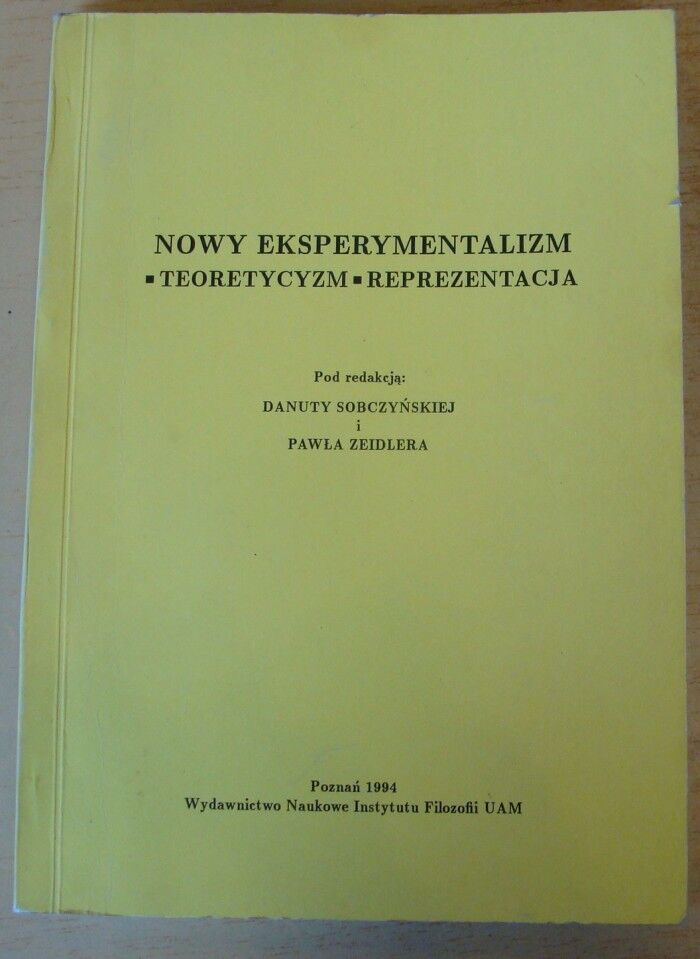 NOWY EKSPERYMENTALIZM
▪ TEORETYCYZM ▪ REPREZENTACJA
Pod redakcją:
DANUTY SOBCZYŃSKIEJ
i
PAWŁA ZEIDLERA
Poznań 1994
Wydawnictwo Naukowe Instytutu Filozofii UAM